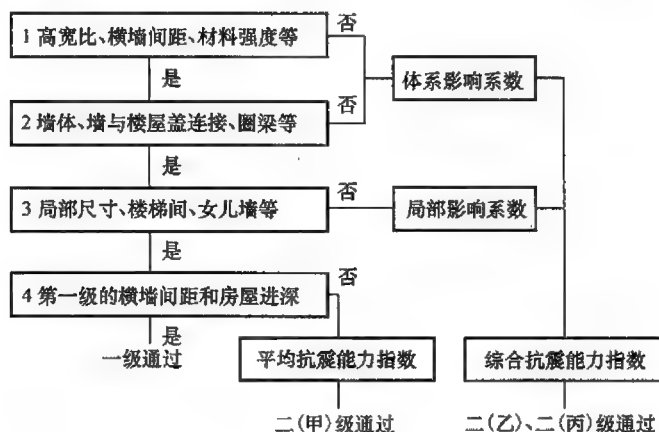 1 高宽比、横墙间距、材料强度等
否
是
体系影响系数
否
2 墙体、墙与楼屋盖连接、圈梁等
是
否
3 局部尺寸、楼梯间、女儿墙等
局部影响系数
是
否
4 第一级的横墙间距和房屋进深
是
一级通过
平均抗震能力指数
综合抗震能力指数
二(甲)级通过
二(乙)、二(丙)级通过